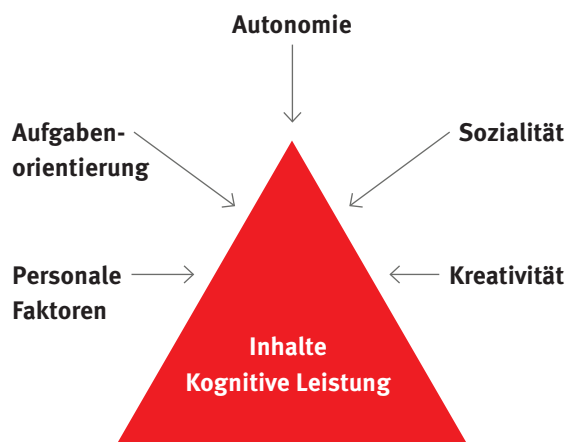 Autonomie
Aufgaben-
orientierung
Sozialität
Personale
Faktoren
Kreativität
Inhalte
Kognitive Leistung